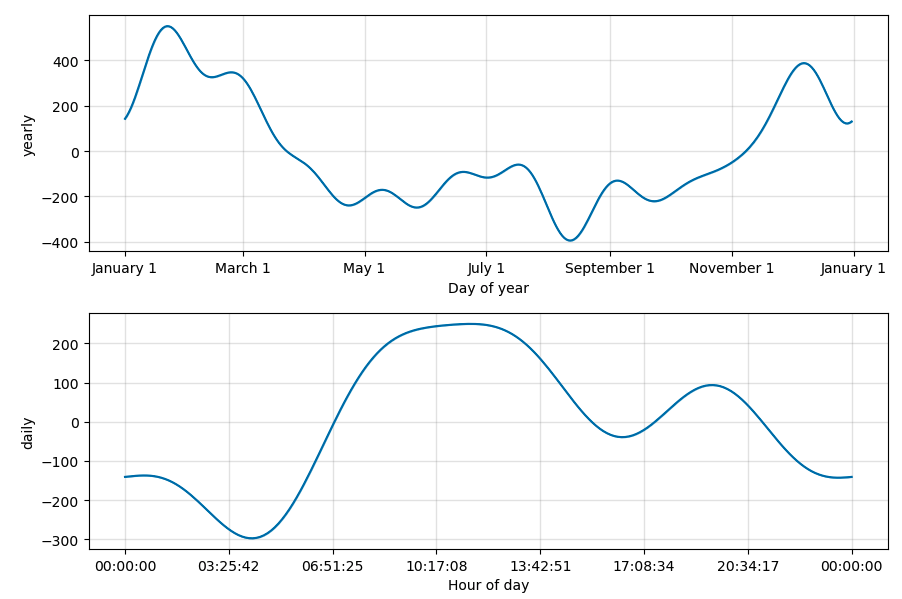 yearly
400
200
0
−200
−400
January 1 March 1 May 1 July 1 September 1 November 1 January 1
Day of year
daily
200
100
0
−100
−200
−300
00:00:00 03:25:42 06:51:25 10:17:08 13:42:51 17:08:34 20:34:17 00:00:00
Hour of day